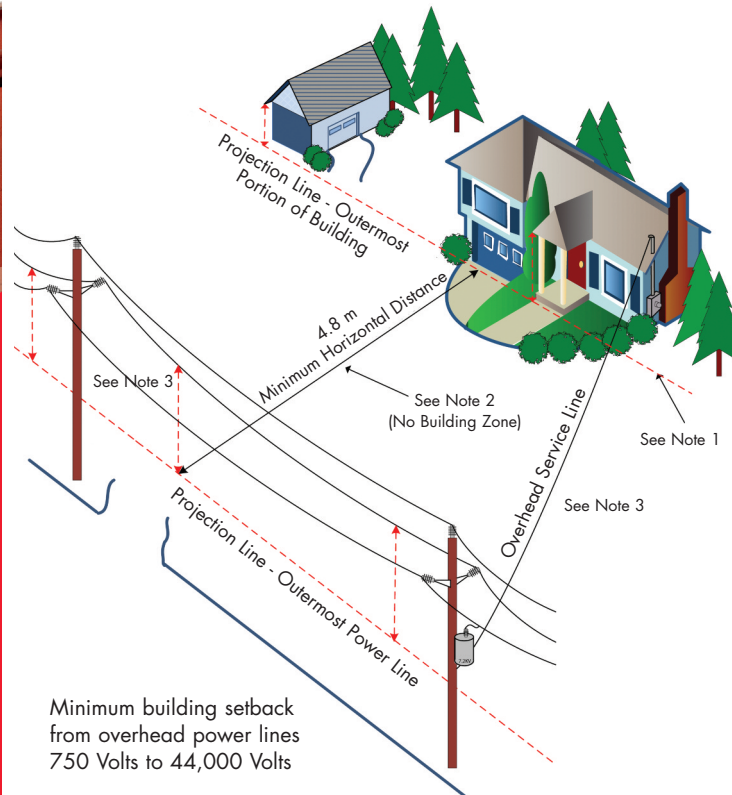 Projection Line - Outermost
Portion of Building
4.8 m
Minimum Horizontal Distance
See Note 3
See Note 2
(No Building Zone)
See Note 1
Overhead Service Line
See Note 3
Projection Line - Outermost Power Line
7.2KV
Minimum building setback
from overhead power lines
750 Volts to 44,000 Volts